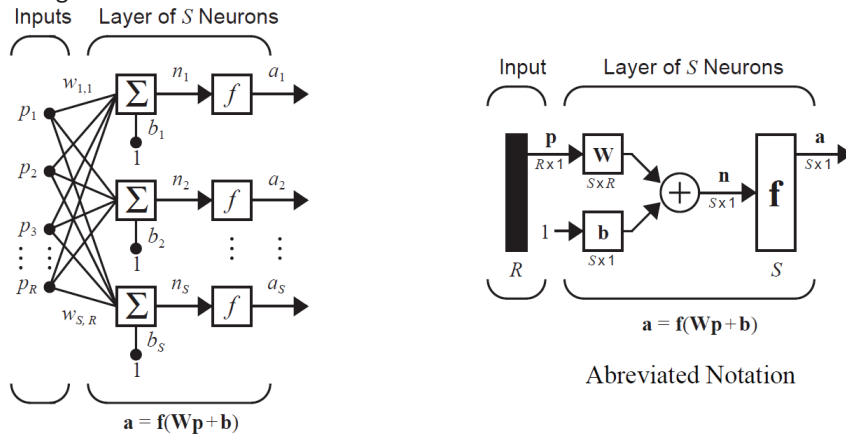 Inputs
Layer of S Neurons
w1,1
n1
a1
Σ
f
p1
b1
1
p2
n2
a2
Σ
f
p3
b2
1
pR
nS
aS
Σ
f
wS, R
bS
1
a = f(Wp + b)
Input
Layer of S Neurons
p
W
a
R x 1
S x R
n
S x 1
+
S x 1
f
1
b
S x 1
R
S
a = f(Wp + b)
Abreviated Notation